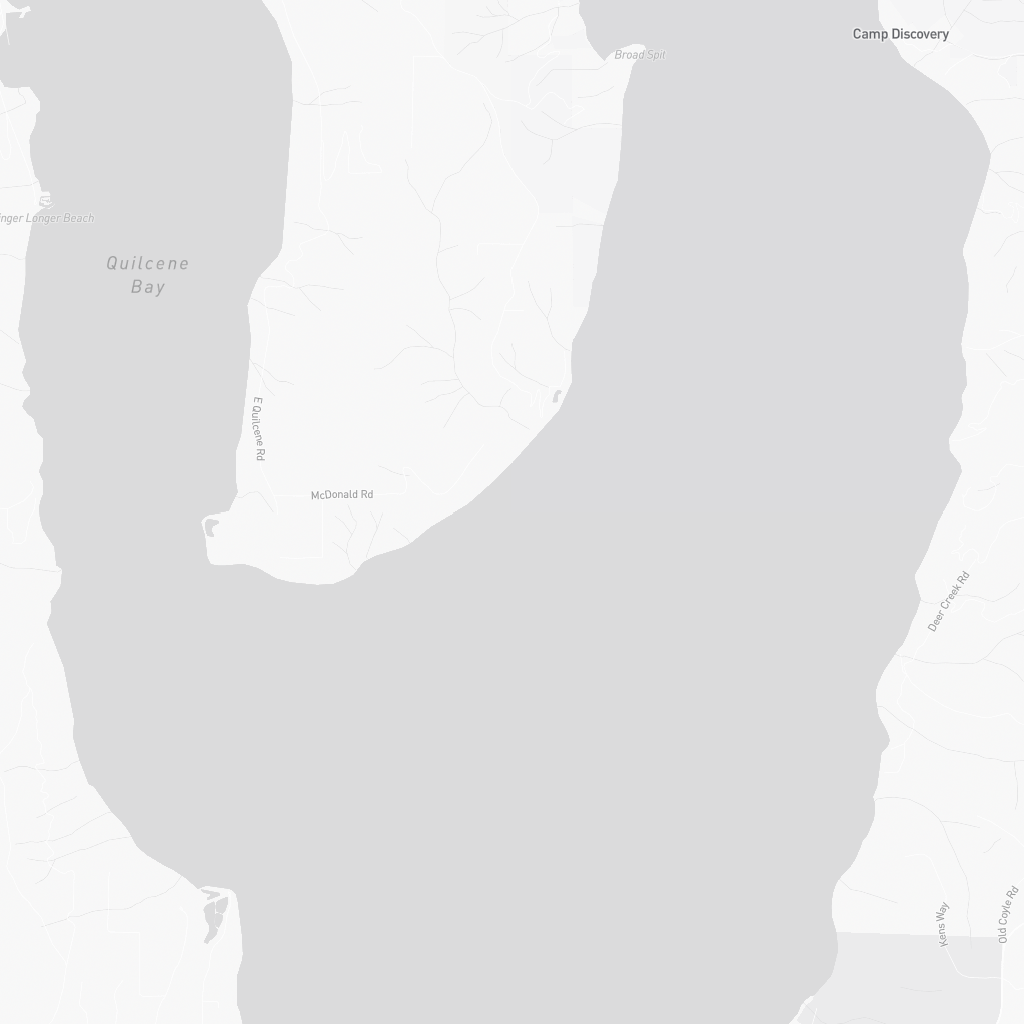 Camp Discovery
Broad Spit
inger Longer Beach
Quilcene
Bay
E Quilcene Rd
McDonald Rd
Deer Creek Rd
Kens Way
Old Coyle Rd